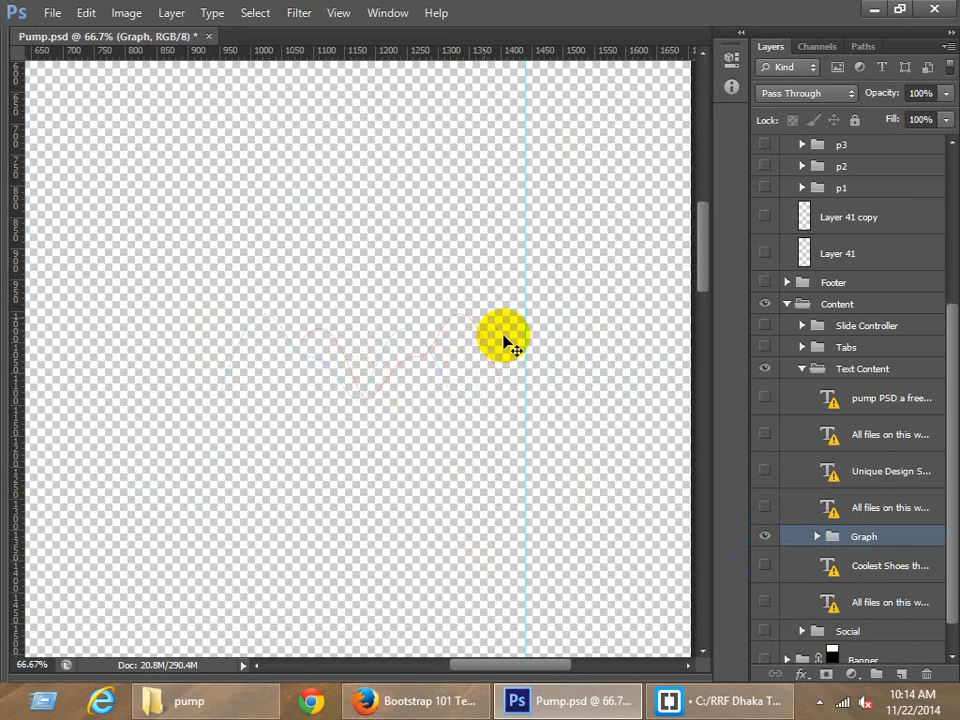 Ps File Edit Image Layer Type Select Filter View Window Help
Pump.psd @ 66.7% (Graph, RGB/8) * ×
650 700 750 800 850 900 950 1000 1050 1100 1150 1200 1250 1300 1350 1400 1450 1500 1550 1600 1650
Layers Channels Paths
Kind
Pass Through Opacity: 100%
Lock: Fill: 100%
p3
p2
p1
Layer 41 copy
Layer 41
Footer
Content
Slide Controller
Tabs
Text Content
pump PSD a free...
All files on this w...
Unique Design S...
All files on this w...
Graph
Coolest Shoes th...
All files on this w...
Social
Banner
66.67% Doc: 20.8M/290.4M
pump
Bootstrap 101 Te...
Pump.psd @ 66.7...
• C:/RRF Dhaka T...
10:14 AM
11/22/2014